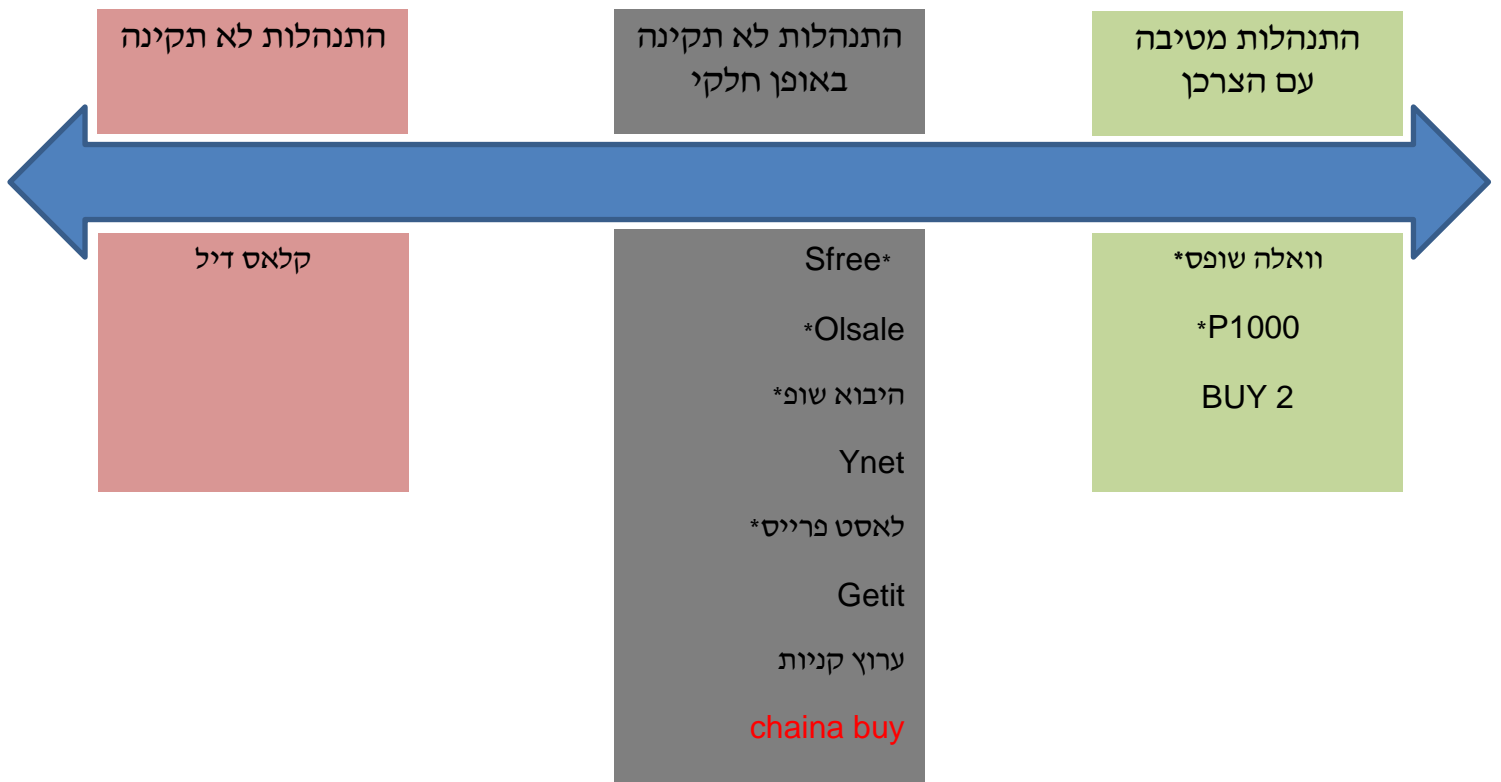 התנהלות מטיבה
עם הצרכן
התנהלות לא תקינה
באופן חלקי
התנהלות לא תקינה
וואלה שופס*
P1000*
BUY 2
Sfree*
Olsale*
היבוא שופ*
Ynet
לאסט פרייס*
Getit
ערוץ קניות
chaina buy
קלאס דיל